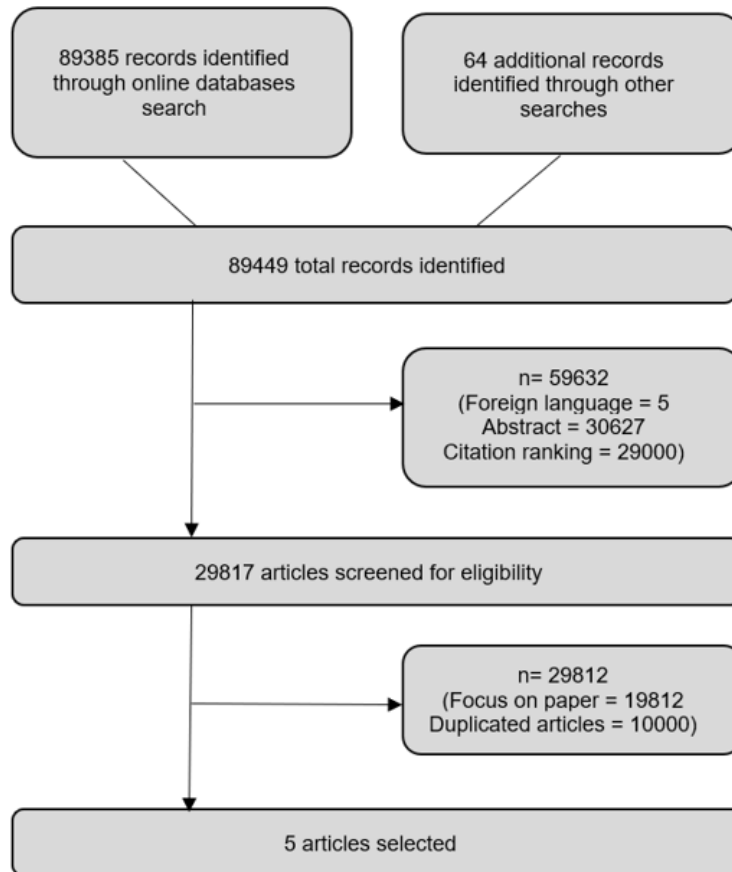 89385 records identified
through online databases
search
64 additional records
identified through other
searches
89449 total records identified
n= 59632
(Foreign language = 5
Abstract = 30627
Citation ranking = 29000)
29817 articles screened for eligibility
n= 29812
(Focus on paper = 19812
Duplicated articles = 10000)
5 articles selected